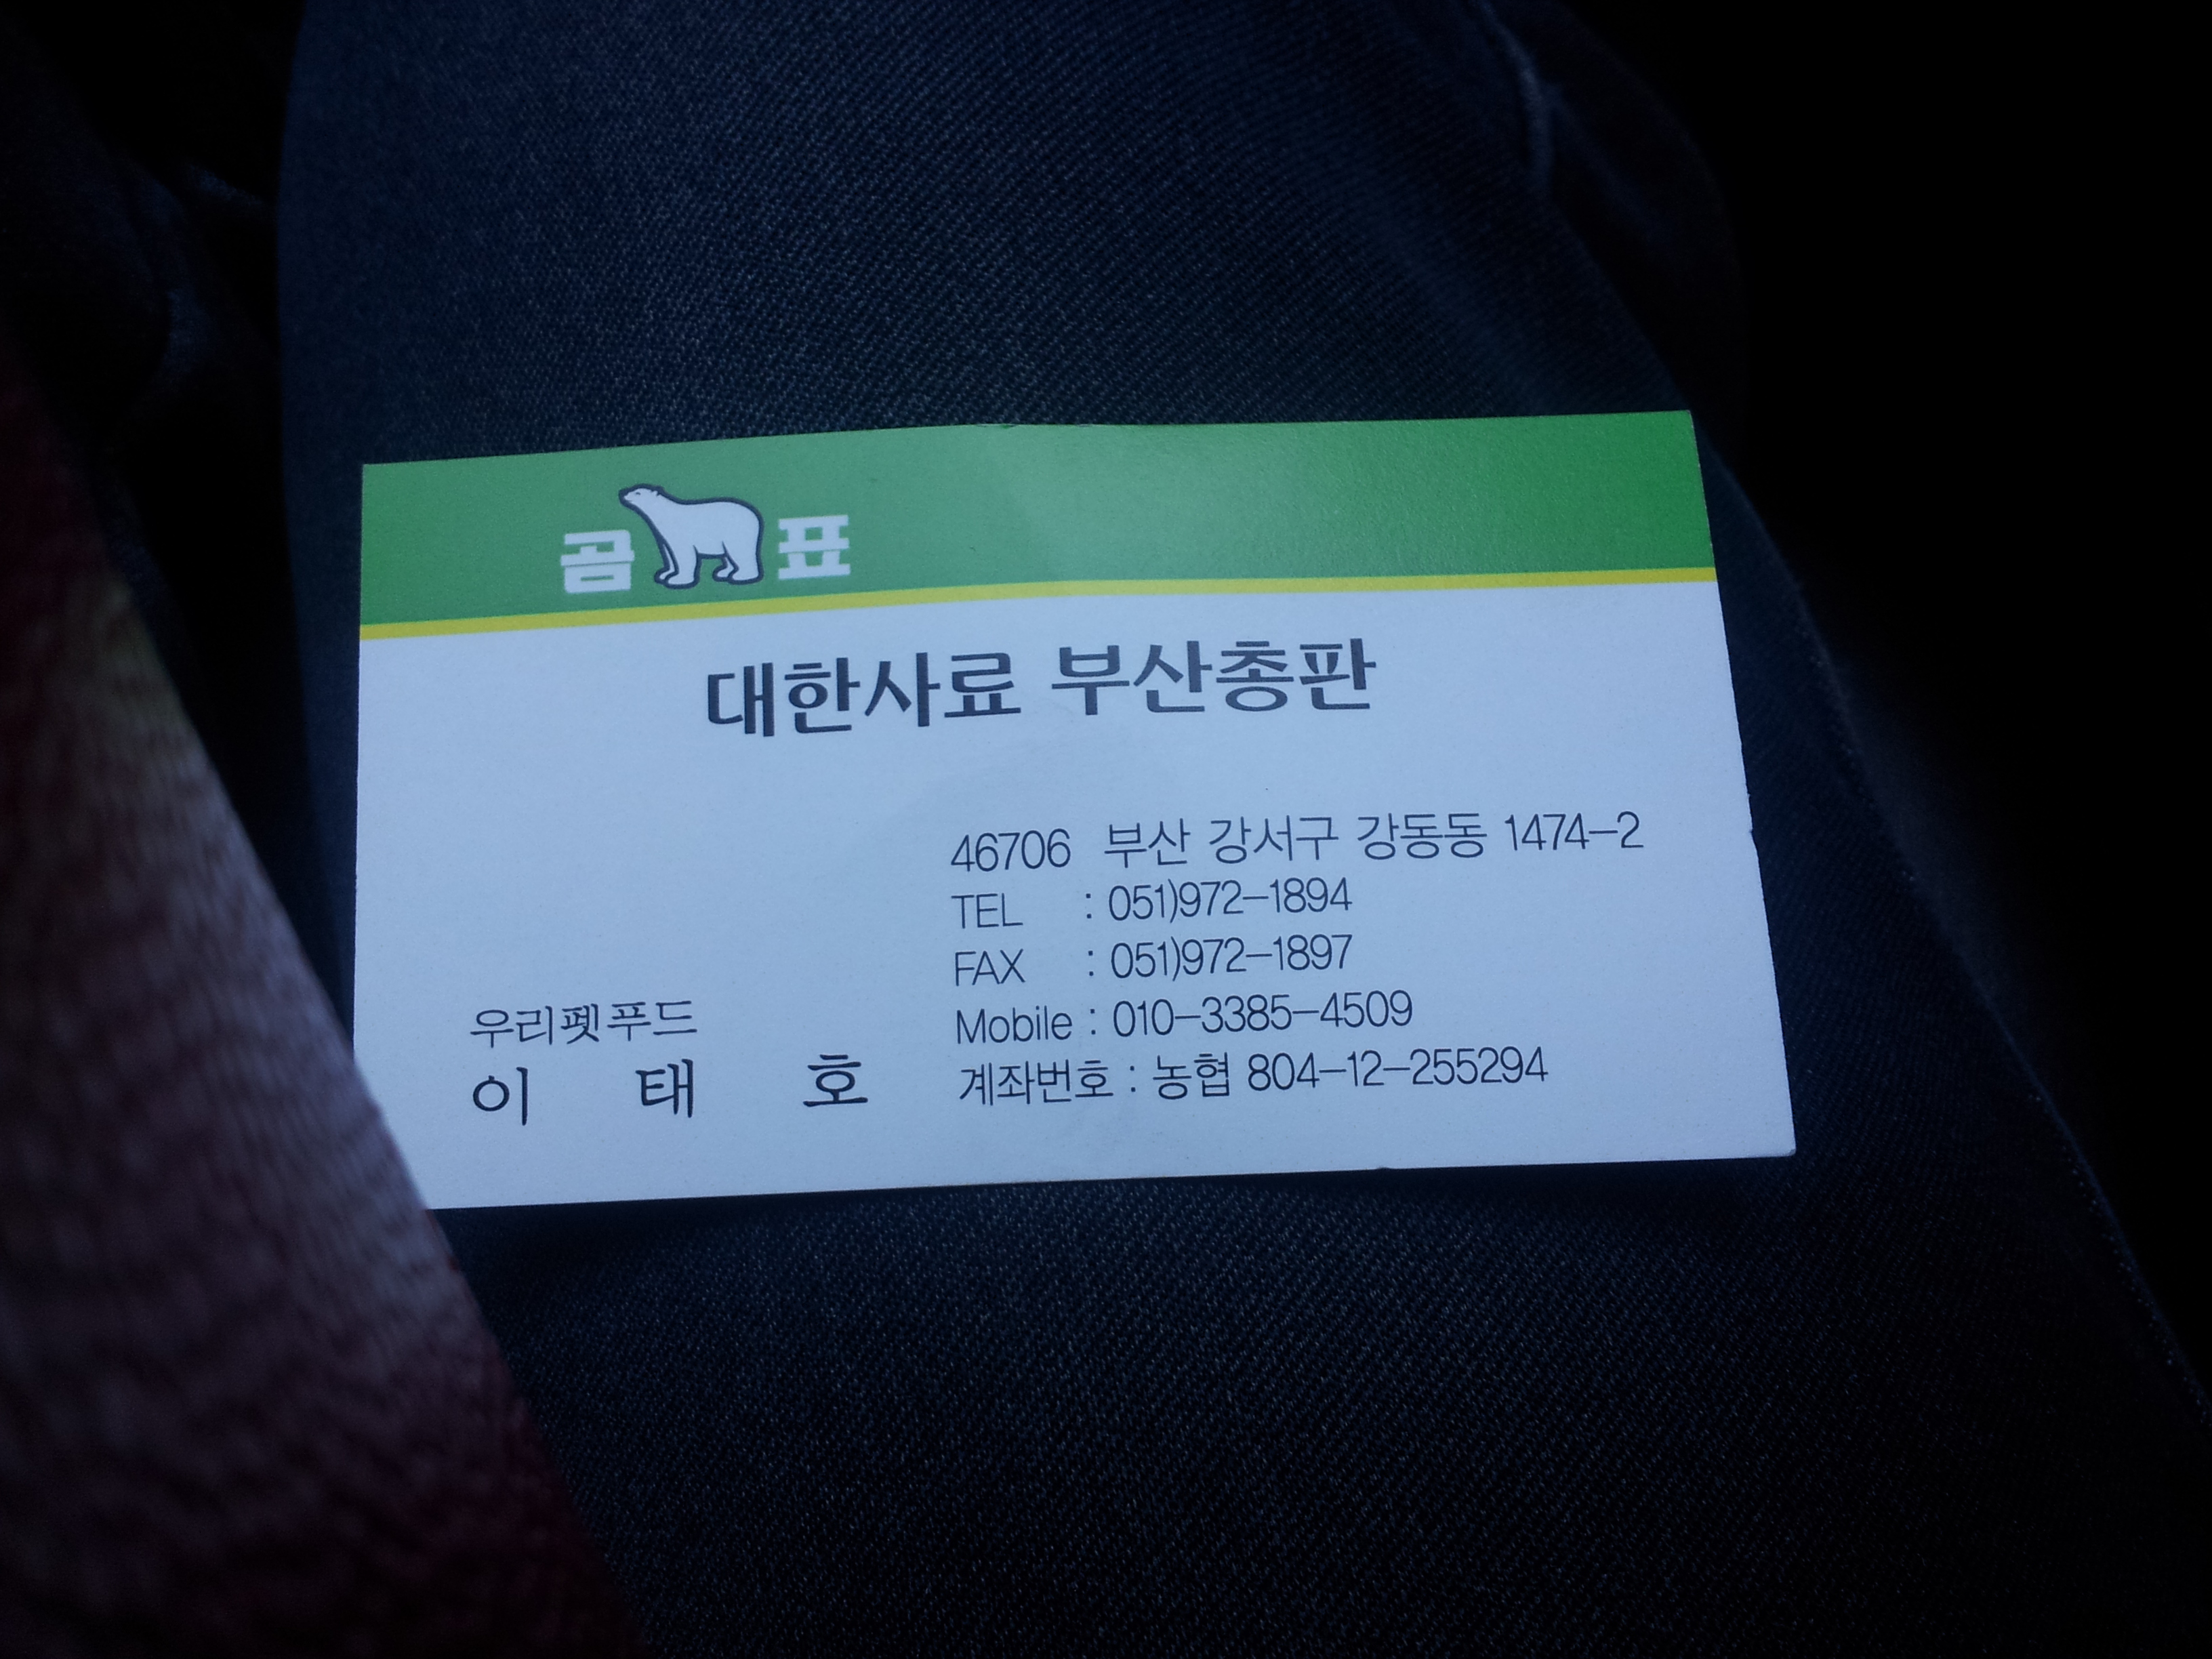 곰표
대한사료 부산총판
46706 부산 강서구 강동동 1474-2
TEL : 051)972-1894
FAX : 051)972-1897
Mobile : 010-3385-4509
계좌번호 : 농협 804-12-255294
우리펫푸드
이 태 호